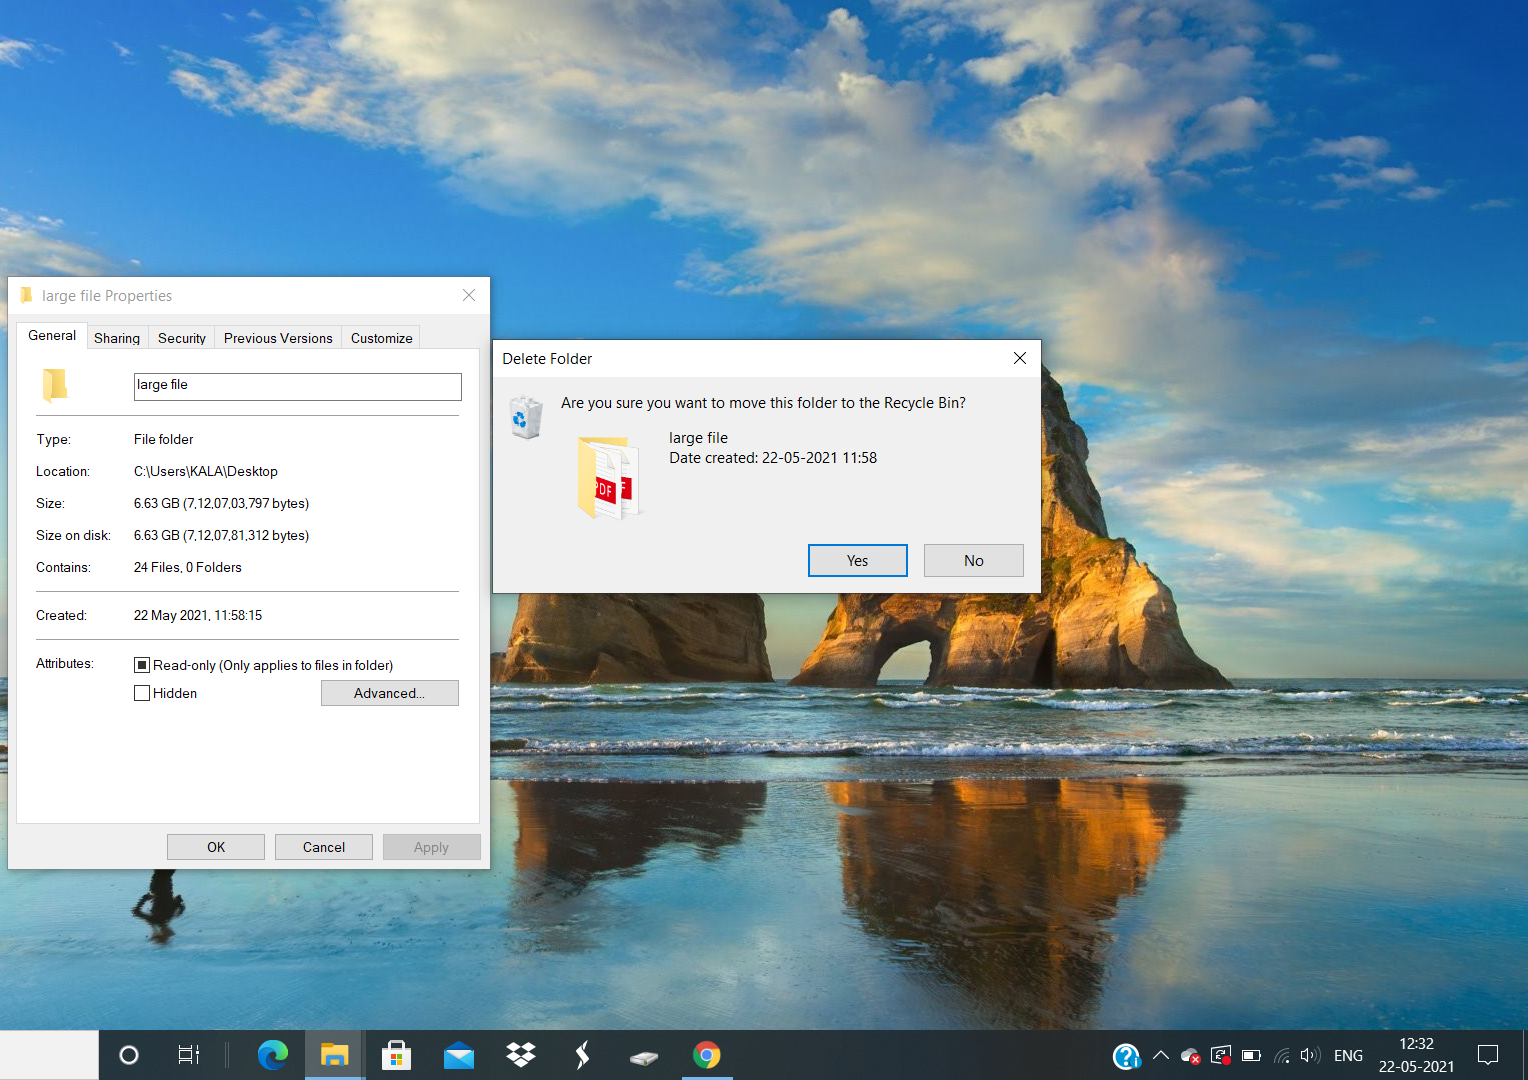 large file Properties
General Sharing Security Previous Versions Customize
large file
Type: File folder
Location: C:\Users\KALA\Desktop
Size: 6.63 GB (7,12,07,03,797 bytes)
Size on disk: 6.63 GB (7,12,07,81,312 bytes)
Contains: 24 Files, 0 Folders
Created: 22 May 2021, 11:58:15
Attributes: Read-only (Only applies to files in folder)
Hidden Advanced...
OK Cancel Apply
Delete Folder
Are you sure you want to move this folder to the Recycle Bin?
large file
Date created: 22-05-2021 11:58
PDF F
Yes No
ENG
12:32
22-05-2021